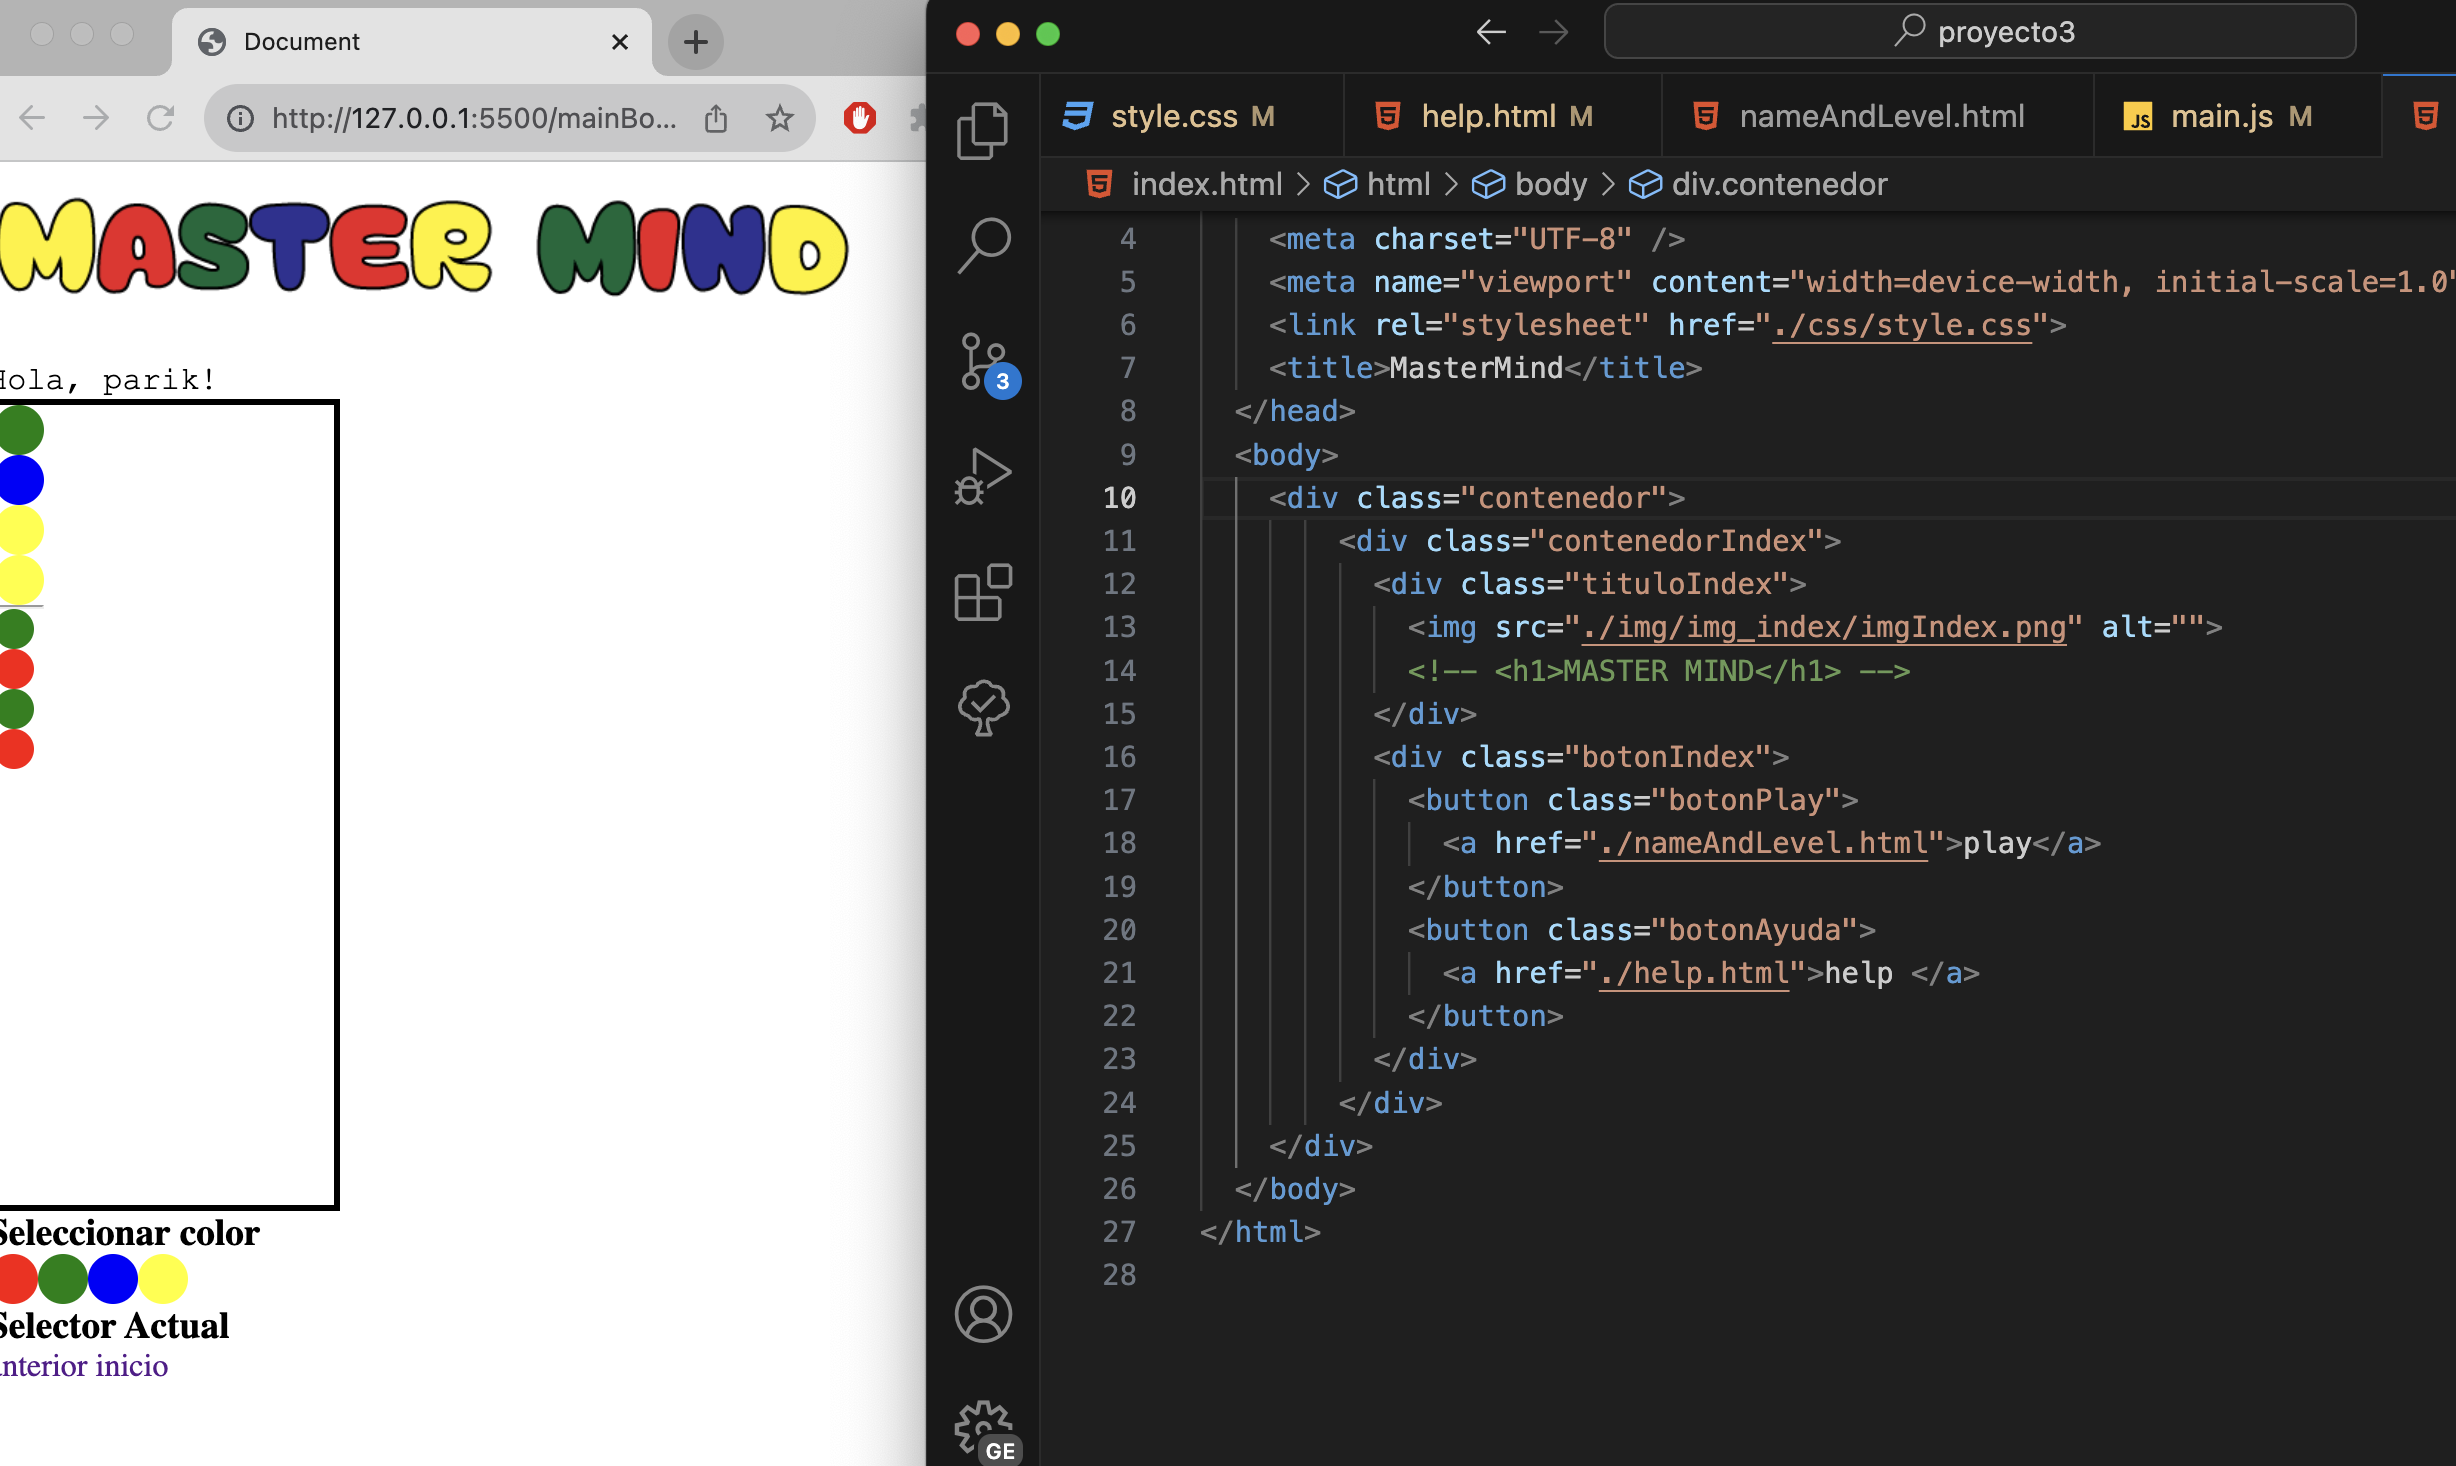 Document
http://127.0.0.1:5500/mainBo...
MASTER MIND
Hola, parik!
Seleccionar color
Selector Actual
anterior inicio
proyecto3
style.css M
help.html M
nameAndLevel.html
JS main.js M
index.html > html > body > div.contenedor
3
GE
4 <meta charset="UTF-8" />
5 <meta name="viewport" content="width=device-width, initial-scale=1.0"
6 <link rel="stylesheet" href="./css/style.css">
7 <title>MasterMind</title>
8 </head>
9 <body>
10 <div class="contenedor">
11 <div class="contenedorIndex">
12 <div class="tituloIndex">
13 <img src="./img/img_index/imgIndex.png" alt="">
14 <!-- <h1>MASTER MIND</h1> -->
15 </div>
16 <div class="botonIndex">
17 <button class="botonPlay">
18 <a href="./nameAndLevel.html">play</a>
19 </button>
20 <button class="botonAyuda">
21 <a href="./help.html">help </a>
22 </button>
23 </div>
24 </div>
25 </div>
26 </body>
27 </html>
28